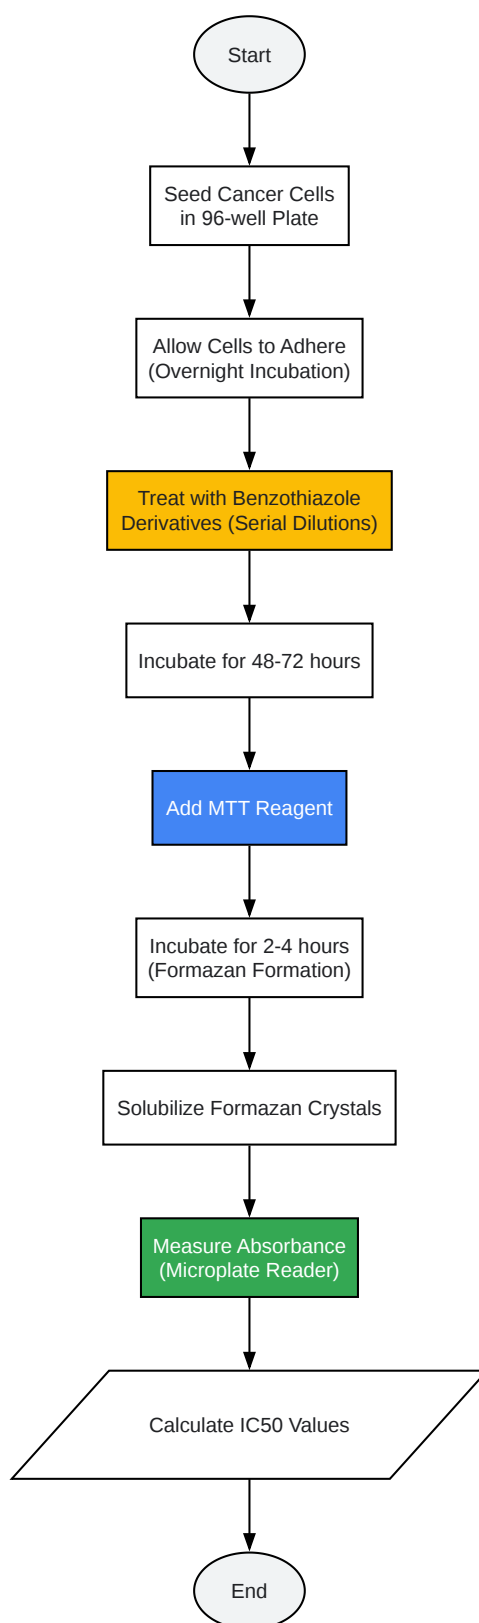 Start
Seed Cancer Cells
in 96-well Plate
Allow Cells to Adhere
(Overnight Incubation)
Treat with Benzothiazole
Derivatives (Serial Dilutions)
Incubate for 48-72 hours
Add MTT Reagent
Incubate for 2-4 hours
(Formazan Formation)
Solubilize Formazan Crystals
Measure Absorbance
(Microplate Reader)
Calculate IC50 Values
End